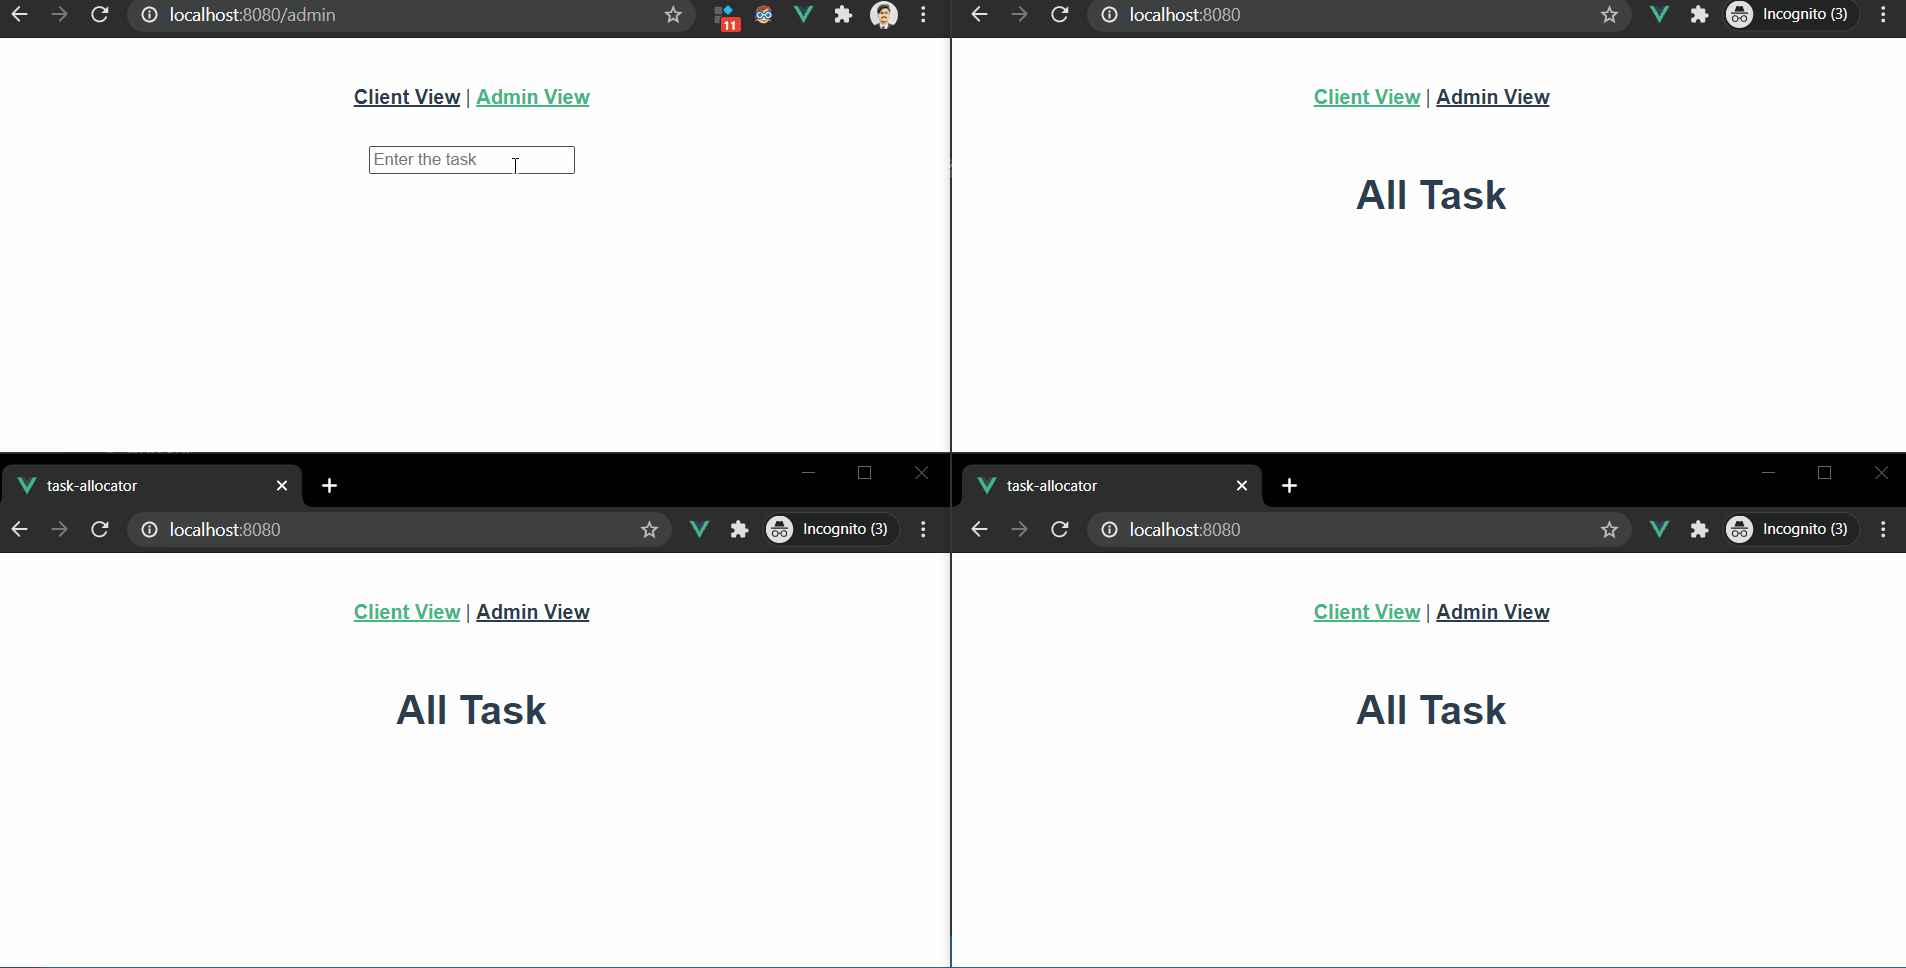 localhost:8080/admin
11
Client View | Admin View
Enter the task
localhost:8080
Incognito (3)
Client View | Admin View
All Task
task-allocator
localhost:8080
Incognito (3)
Client View | Admin View
All Task
task-allocator
localhost:8080
Incognito (3)
Client View | Admin View
All Task